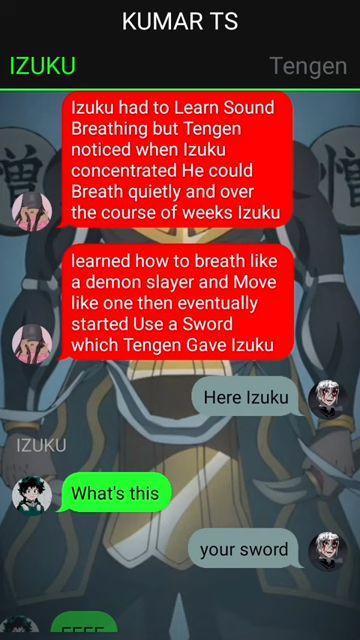 KUMAR TS
IZUKU Tengen
Izuku had to Learn Sound
Breathing but Tengen
noticed when Izuku
concentrated He could
Breath quietly and over
the course of weeks Izuku
learned how to breath like
a demon slayer and Move
like one then eventually
started Use a Sword
which Tengen Gave Izuku
Here Izuku
IZUKU
What's this
your sword